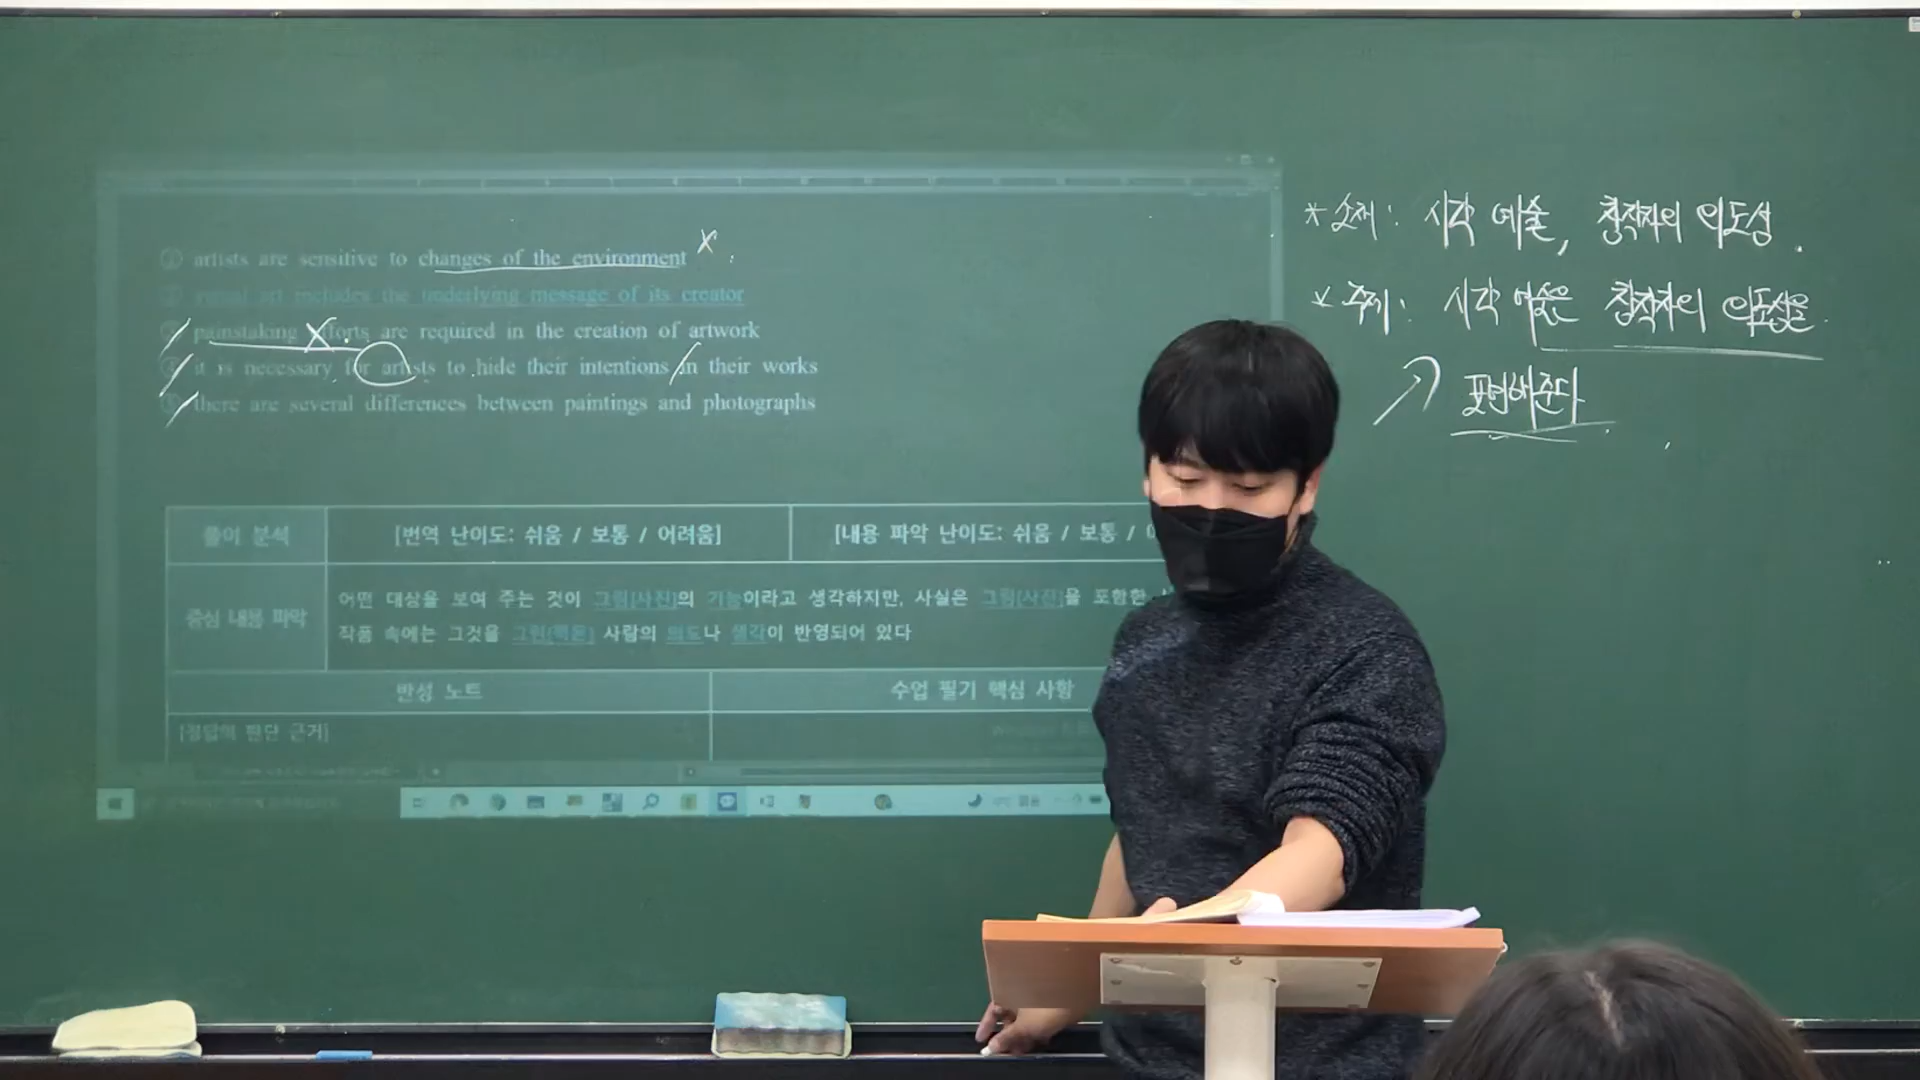 ① artists are sensitive to changes of the environment X
② visual art includes the underlying message of its creator
③ painstaking efforts are required in the creation of artwork
④ it is necessary for artists to hide their intentions in their works
⑤ there are several differences between paintings and photographs
* 소재 : 시각 예술, 창작자의 의도성.
* 주제 : 시각 예술은 창작자의 의도성을
표현해준다
풀이 분석
[번역 난이도: 쉬움 / 보통 / 어려움]
[내용 파악 난이도: 쉬움 / 보통 /
중심 내용 파악
어떤 대상을 보여 주는 것이 그림[사진]의 기능이라고 생각하지만, 사실은 그림[사진]을 포함한
작품 속에는 그것을 사람의 의도나 생각이 반영되어 있다
반성 노트
수업 필기 핵심 사항
[정답의 판단 근거]